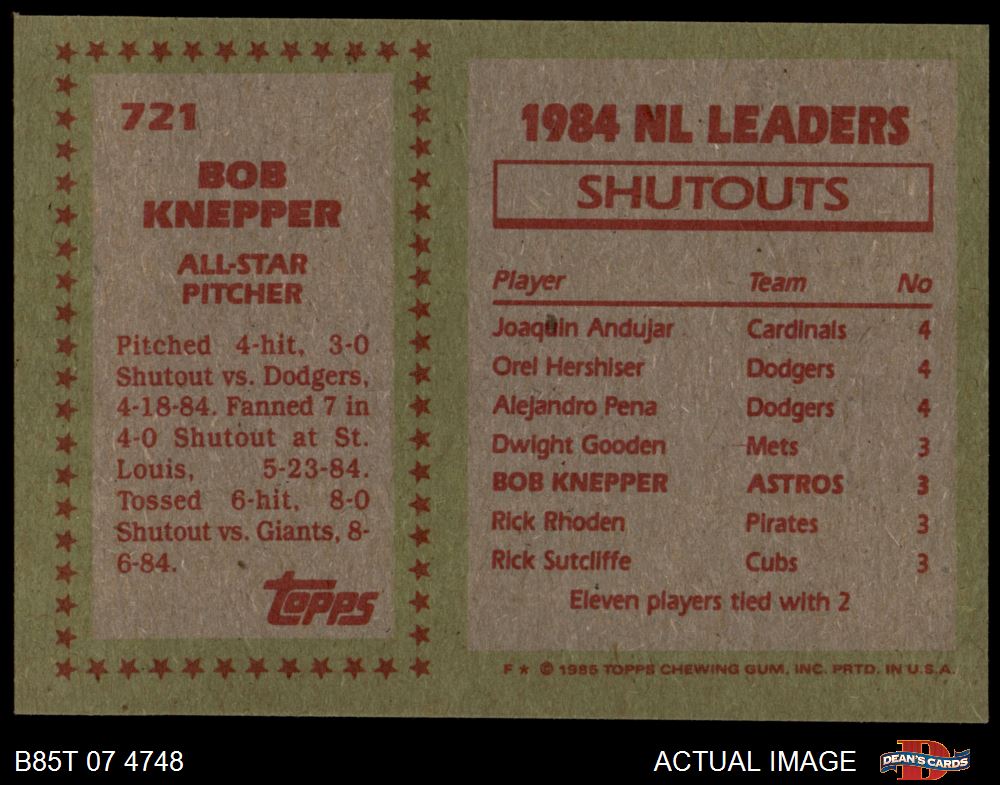 721
BOB
KNEPPER
ALL-STAR
PITCHER
Pitched 4-hit, 3-0
Shutout vs. Dodgers,
4-18-84. Fanned 7 in
4-0 Shutout at St.
Louis, 5-23-84.
Tossed 6-hit, 8-0
Shutout vs. Giants, 8-
6-84.
Topps
1984 NL LEADERS
SHUTOUTS
Player Team No
Joaquin Andujar Cardinals 4
Orel Hershiser Dodgers 4
Alejandro Pena Dodgers 4
Dwight Gooden Mets 3
BOB KNEPPER ASTROS 3
Rick Rhoden Pirates 3
Rick Sutcliffe Cubs 3
Eleven players tied with 2
F ★ © 1985 TOPPS CHEWING GUM, INC. PRTD. IN U.S.A.
B85T 07 4748
ACTUAL IMAGE
D
DEAN'S CARDS